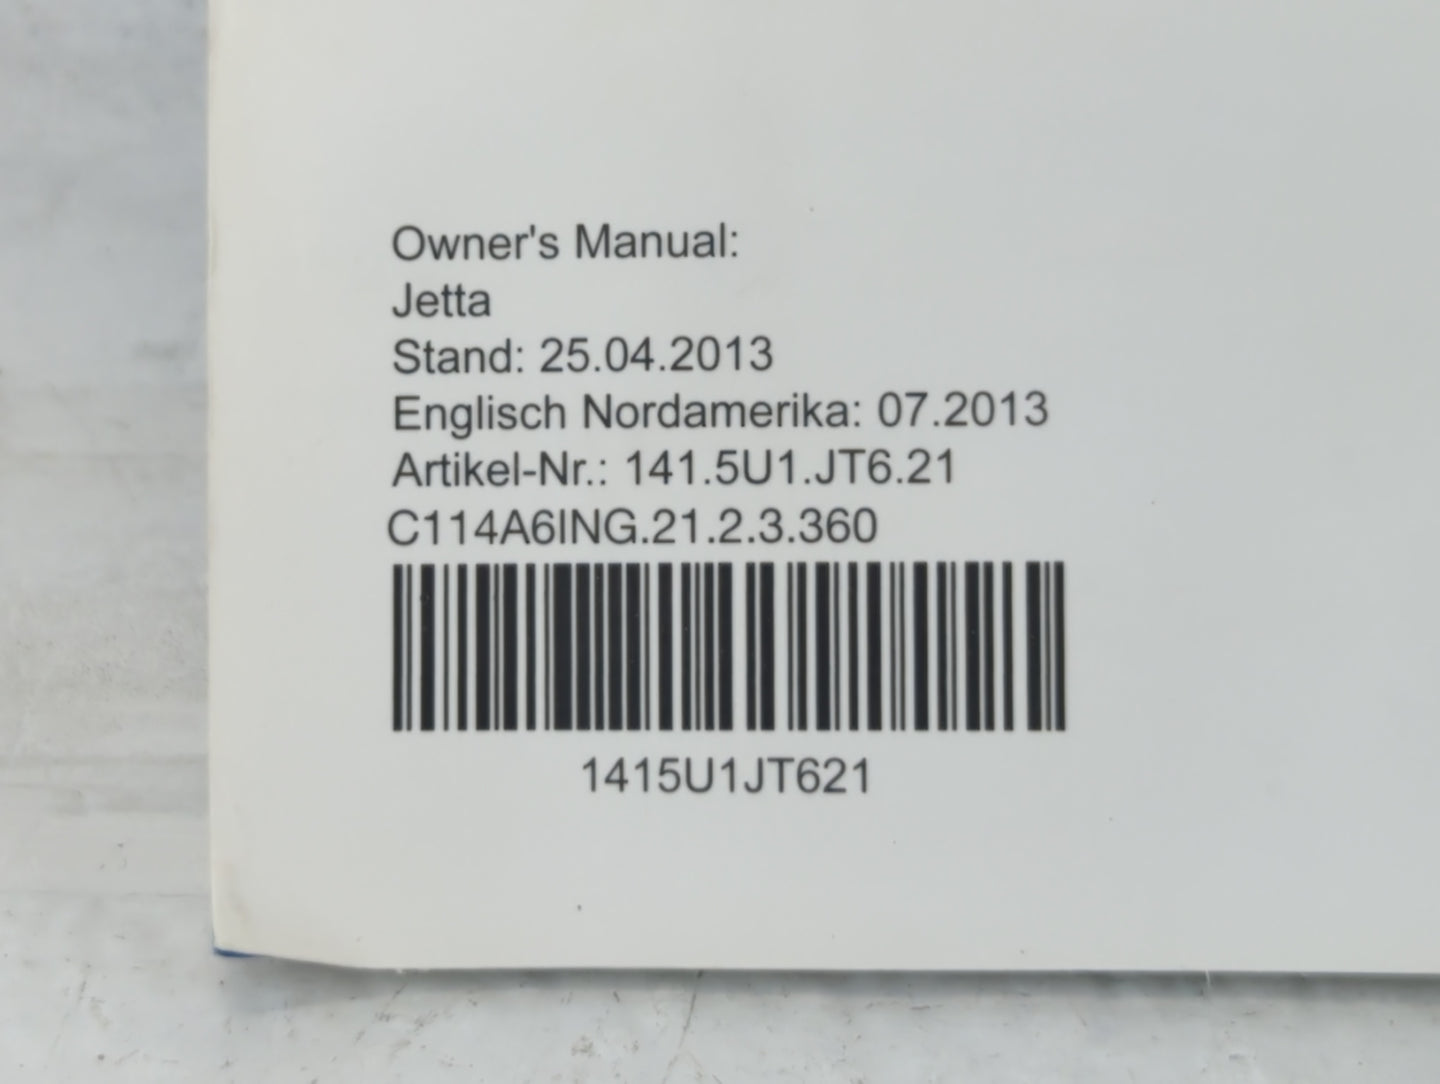 Owner's Manual:
Jetta
Stand: 25.04.2013
Englisch Nordamerika: 07.2013
Artikel-Nr.: 141.5U1.JT6.21
C114A6ING.21.2.3.360
1415U1JT621